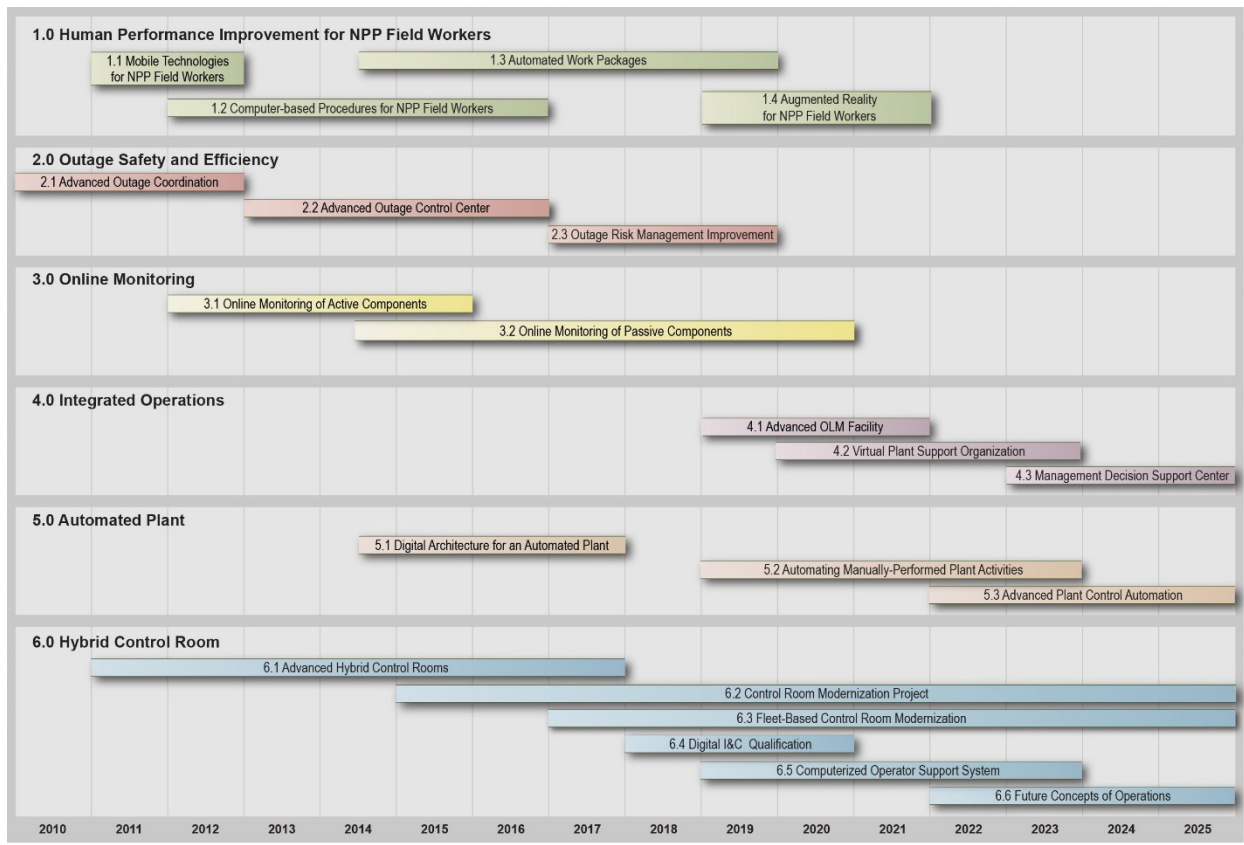 1.0 Human Performance Improvement for NPP Field Workers
1.1 Mobile Technologies
for NPP Field Workers
1.3 Automated Work Packages
1.2 Computer-based Procedures for NPP Field Workers
1.4 Augmented Reality
for NPP Field Workers
2.0 Outage Safety and Efficiency
2.1 Advanced Outage Coordination
2.2 Advanced Outage Control Center
2.3 Outage Risk Management Improvement
3.0 Online Monitoring
3.1 Online Monitoring of Active Components
3.2 Online Monitoring of Passive Components
4.0 Integrated Operations
4.1 Advanced OLM Facility
4.2 Virtual Plant Support Organization
4.3 Management Decision Support Center
5.0 Automated Plant
5.1 Digital Architecture for an Automated Plant
5.2 Automating Manually-Performed Plant Activities
5.3 Advanced Plant Control Automation
6.0 Hybrid Control Room
6.1 Advanced Hybrid Control Rooms
6.2 Control Room Modernization Project
6.3 Fleet-Based Control Room Modernization
6.4 Digital I&C Qualification
6.5 Computerized Operator Support System
6.6 Future Concepts of Operations
2010 2011 2012 2013 2014 2015 2016 2017 2018 2019 2020 2021 2022 2023 2024 2025